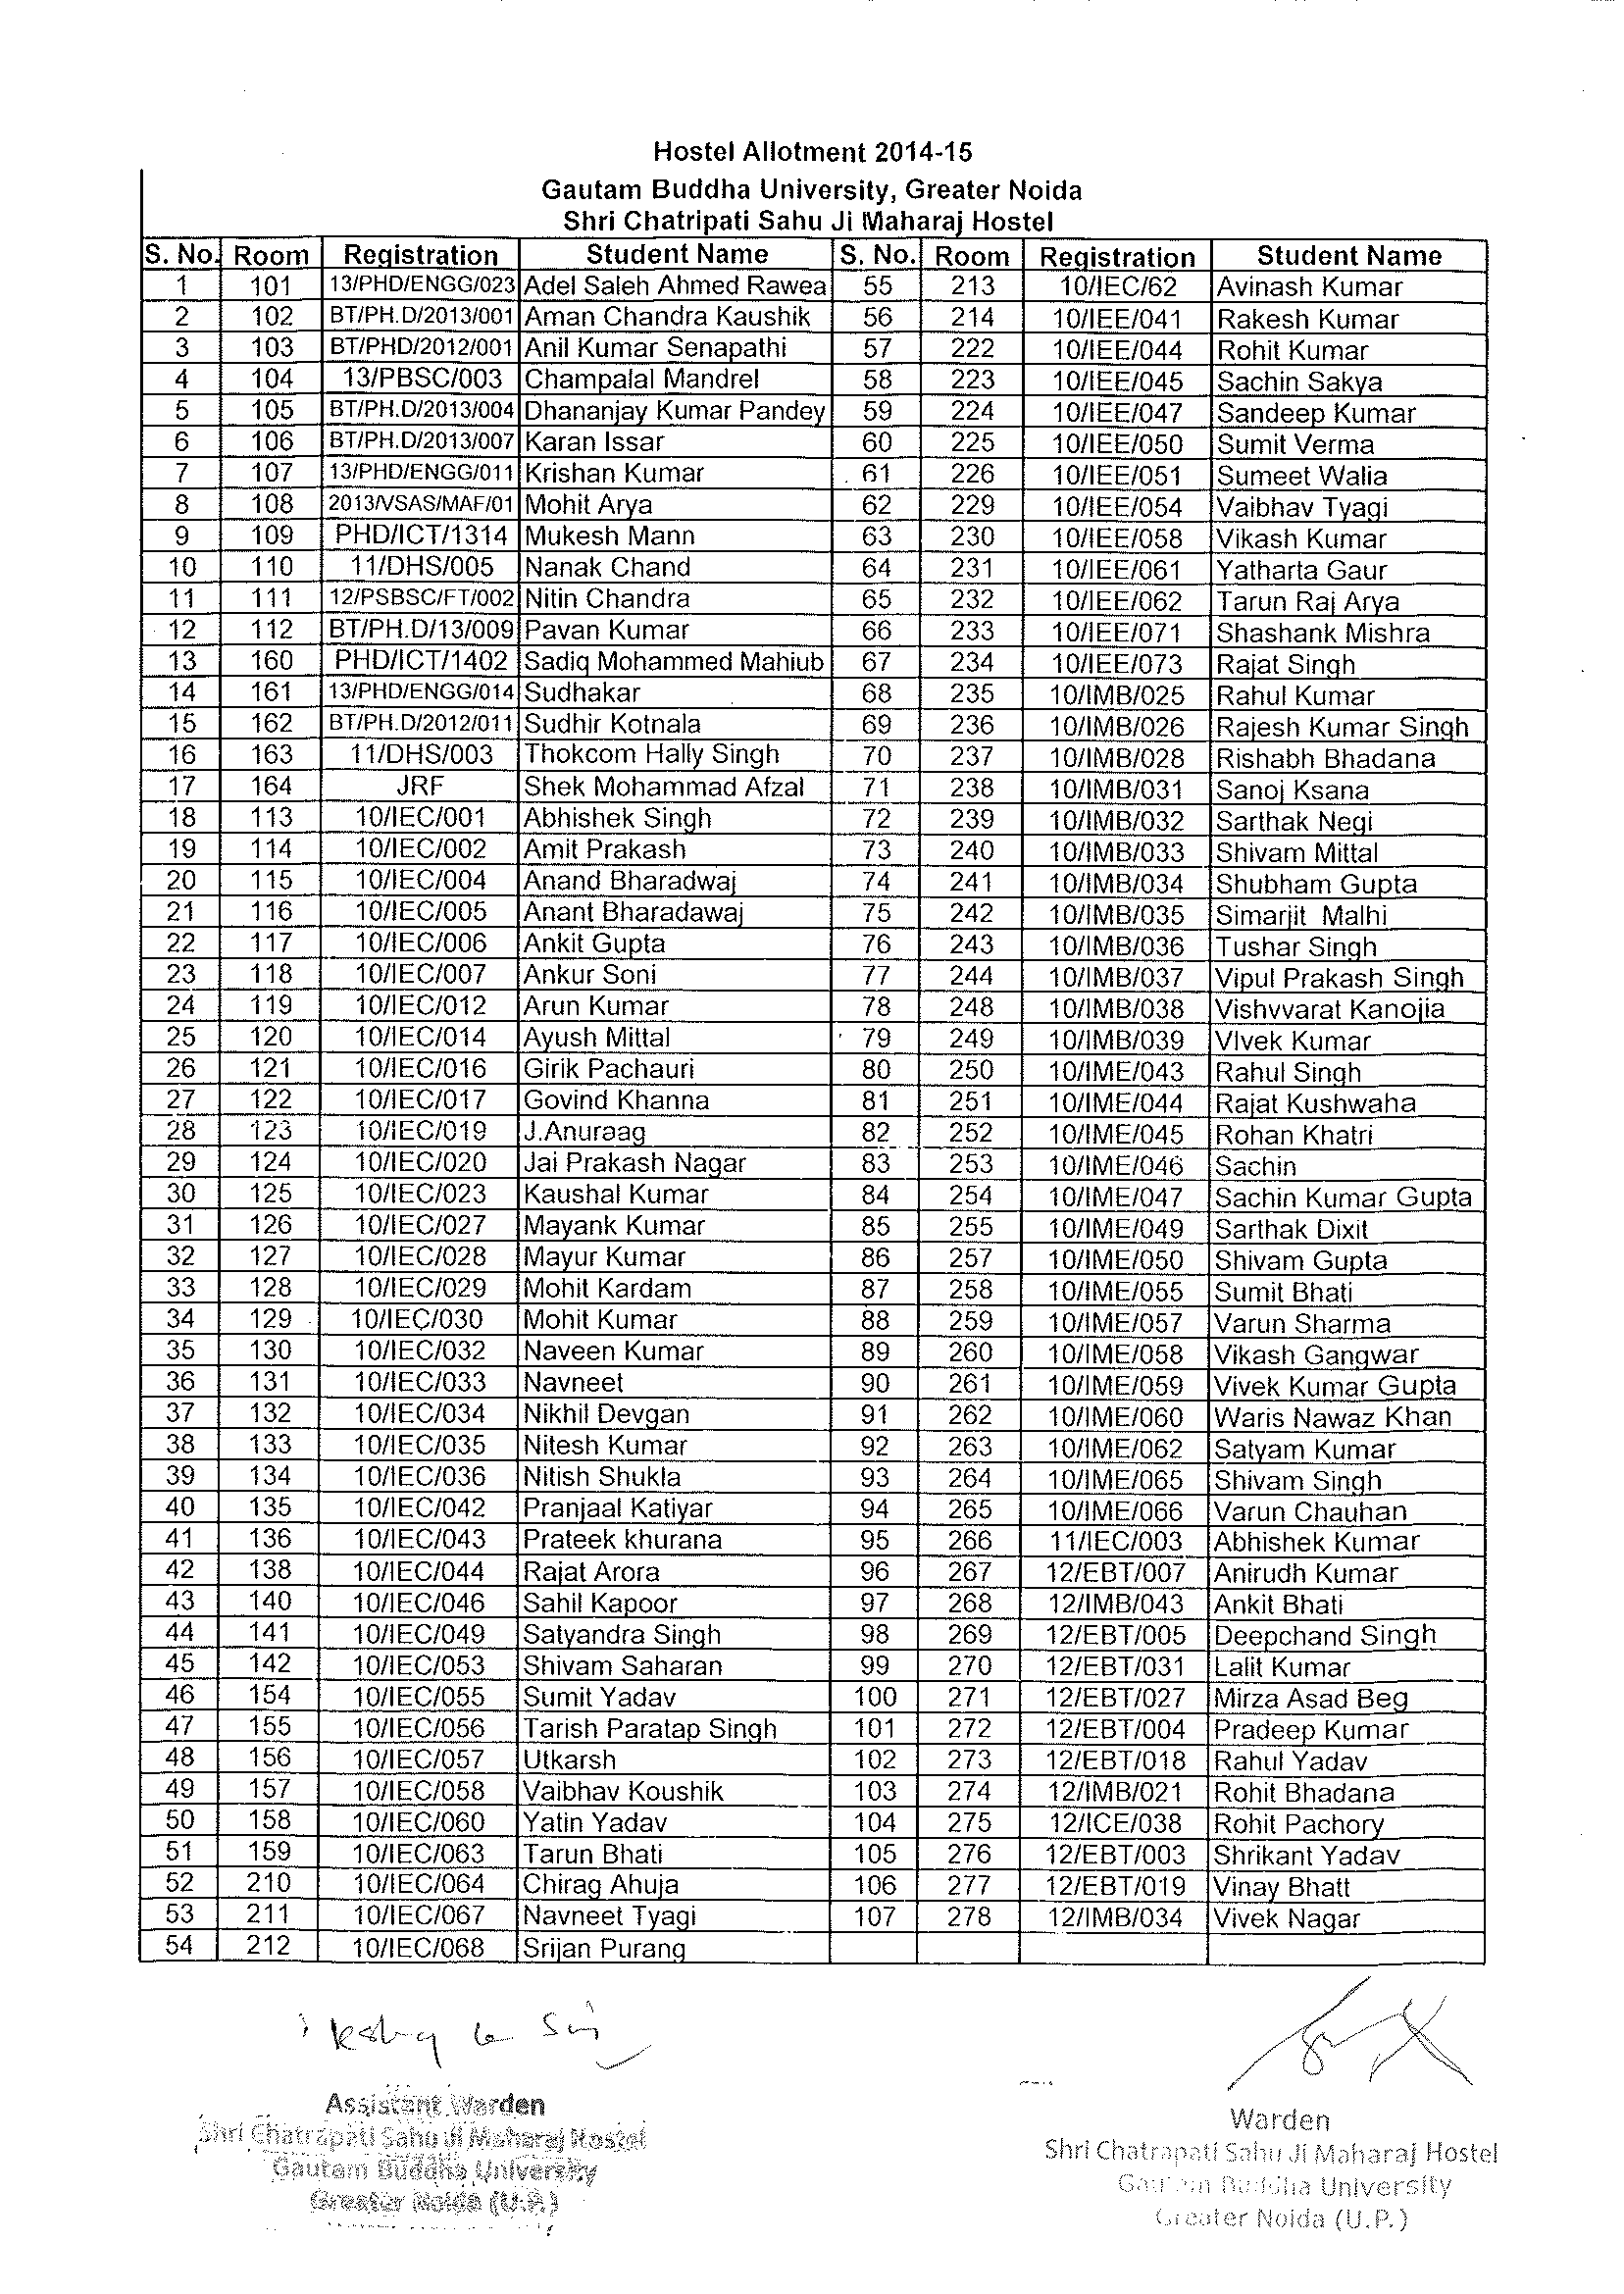 Hostel Allotment 2014-15
Gautam Buddha University, Greater Noida
Shri Chatripati Sahu Ji Maharaj Hostel
S. No. Room Registration Student Name S. No. Room Registration Student Name
1 101 13/PHD/ENGG/023 Adel Saleh Ahmed Rawea 55 213 10/IEC/62 Avinash Kumar
2 102 BT/PH.D/2013/001 Aman Chandra Kaushik 56 214 10/IEE/041 Rakesh Kumar
3 103 BT/PHD/2012/001 Anil Kumar Senapathi 57 222 10/IEE/044 Rohit Kumar
4 104 13/PBSC/003 Champalal Mandrel 58 223 10/IEE/045 Sachin Sakya
5 105 BT/PH.D/2013/004 Dhananjay Kumar Pandey 59 224 10/IEE/047 Sandeep Kumar
6 106 BT/PH.D/2013/007 Karan Issar 60 225 10/IEE/050 Sumit Verma
7 107 13/PHD/ENGG/011 Krishan Kumar 61 226 10/IEE/051 Sumeet Walia
8 108 2013/VSAS/MAF/01 Mohit Arya 62 229 10/IEE/054 Vaibhav Tyagi
9 109 PHD/ICT/1314 Mukesh Mann 63 230 10/IEE/058 Vikash Kumar
10 110 11/DHS/005 Nanak Chand 64 231 10/IEE/061 Yatharta Gaur
11 111 12/PSBSC/FT/002 Nitin Chandra 65 232 10/IEE/062 Tarun Raj Arya
12 112 BT/PH.D/13/009 Pavan Kumar 66 233 10/IEE/071 Shashank Mishra
13 160 PHD/ICT/1402 Sadiq Mohammed Mahiub 67 234 10/IEE/073 Rajat Singh
14 161 13/PHD/ENGG/014 Sudhakar 68 235 10/IMB/025 Rahul Kumar
15 162 BT/PH.D/2012/011 Sudhir Kotnala 69 236 10/IMB/026 Rajesh Kumar Singh
16 163 11/DHS/003 Thokcom Hally Singh 70 237 10/IMB/028 Rishabh Bhadana
17 164 JRF Shek Mohammad Afzal 71 238 10/IMB/031 Sanoj Ksana
18 113 10/IEC/001 Abhishek Singh 72 239 10/IMB/032 Sarthak Negi
19 114 10/IEC/002 Amit Prakash 73 240 10/IMB/033 Shivam Mittal
20 115 10/IEC/004 Anand Bharadwaj 74 241 10/IMB/034 Shubham Gupta
21 116 10/IEC/005 Anant Bharadawaj 75 242 10/IMB/035 Simarjit Malhi
22 117 10/IEC/006 Ankit Gupta 76 243 10/IMB/036 Tushar Singh
23 118 10/IEC/007 Ankur Soni 77 244 10/IMB/037 Vipul Prakash Singh
24 119 10/IEC/012 Arun Kumar 78 248 10/IMB/038 Vishvvarat Kanojia
25 120 10/IEC/014 Ayush Mittal 79 249 10/IMB/039 VIvek Kumar
26 121 10/IEC/016 Girik Pachauri 80 250 10/IME/043 Rahul Singh
27 122 10/IEC/017 Govind Khanna 81 251 10/IME/044 Rajat Kushwaha
28 123 10/IEC/019 J.Anuraag 82 252 10/IME/045 Rohan Khatri
29 124 10/IEC/020 Jai Prakash Nagar 83 253 10/IME/046 Sachin
30 125 10/IEC/023 Kaushal Kumar 84 254 10/IME/047 Sachin Kumar Gupta
31 126 10/IEC/027 Mayank Kumar 85 255 10/IME/049 Sarthak Dixit
32 127 10/IEC/028 Mayur Kumar 86 257 10/IME/050 Shivam Gupta
33 128 10/IEC/029 Mohit Kardam 87 258 10/IME/055 Sumit Bhati
34 129 10/IEC/030 Mohit Kumar 88 259 10/IME/057 Varun Sharma
35 130 10/IEC/032 Naveen Kumar 89 260 10/IME/058 Vikash Gangwar
36 131 10/IEC/033 Navneet 90 261 10/IME/059 Vivek Kumar Gupta
37 132 10/IEC/034 Nikhil Devgan 91 262 10/IME/060 Waris Nawaz Khan
38 133 10/IEC/035 Nitesh Kumar 92 263 10/IME/062 Satyam Kumar
39 134 10/IEC/036 Nitish Shukla 93 264 10/IME/065 Shivam Singh
40 135 10/IEC/042 Pranjaal Katiyar 94 265 10/IME/066 Varun Chauhan
41 136 10/IEC/043 Prateek khurana 95 266 11/IEC/003 Abhishek Kumar
42 138 10/IEC/044 Rajat Arora 96 267 12/EBT/007 Anirudh Kumar
43 140 10/IEC/046 Sahil Kapoor 97 268 12/IMB/043 Ankit Bhati
44 141 10/IEC/049 Satyandra Singh 98 269 12/EBT/005 Deepchand Singh
45 142 10/IEC/053 Shivam Saharan 99 270 12/EBT/031 Lalit Kumar
46 154 10/IEC/055 Sumit Yadav 100 271 12/EBT/027 Mirza Asad Beg
47 155 10/IEC/056 Tarish Paratap Singh 101 272 12/EBT/004 Pradeep Kumar
48 156 10/IEC/057 Utkarsh 102 273 12/EBT/018 Rahul Yadav
49 157 10/IEC/058 Vaibhav Koushik 103 274 12/IMB/021 Rohit Bhadana
50 158 10/IEC/060 Yatin Yadav 104 275 12/ICE/038 Rohit Pachory
51 159 10/IEC/063 Tarun Bhati 105 276 12/EBT/003 Shrikant Yadav
52 210 10/IEC/064 Chirag Ahuja 106 277 12/EBT/019 Vinay Bhatt
53 211 10/IEC/067 Navneet Tyagi 107 278 12/IMB/034 Vivek Nagar
54 212 10/IEC/068 Srijan Purang
Assistant Warden
Shri Chatrapati Sahu Ji Maharaj Hostel
Gautam Buddha University
Greater Noida (U.P.)
Warden
Shri Chatrapati Sahu Ji Maharaj Hostel
Gautam Buddha University
Greater Noida (U.P.)